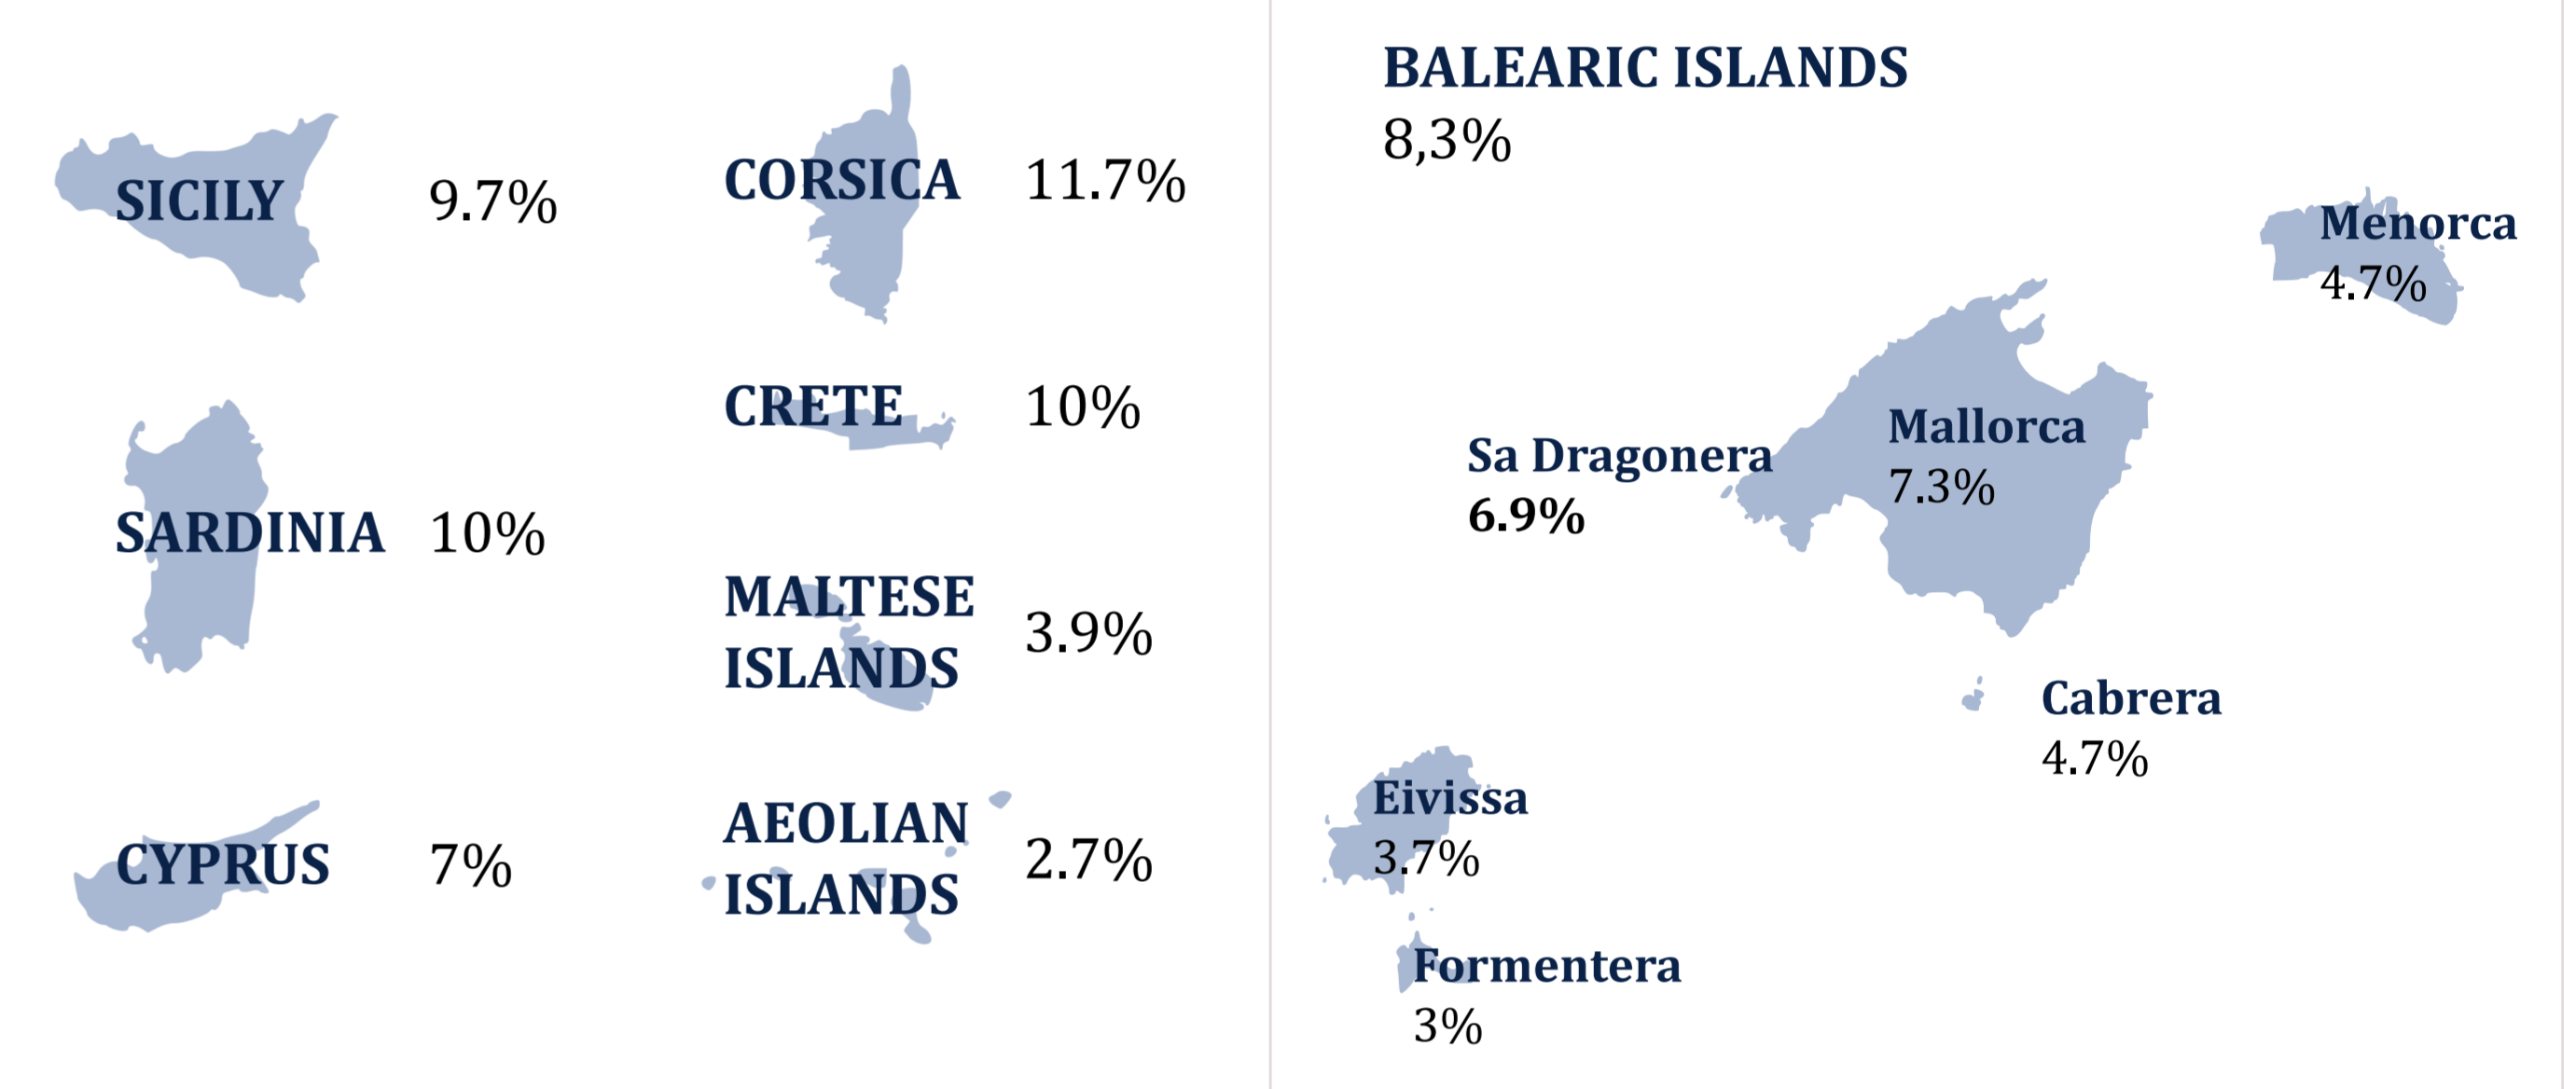 SICILY 9.7%
SARDINIA 10%
CYPRUS 7%
CORSICA 11.7%
CRETE 10%
MALTESE
ISLANDS
3.9%
AEOLIAN
ISLANDS
2.7%
BALEARIC ISLANDS
8,3%
Menorca
4.7%
Mallorca
7.3%
Sa Dragonera
6.9%
Cabrera
4.7%
Eivissa
3.7%
Formentera
3%